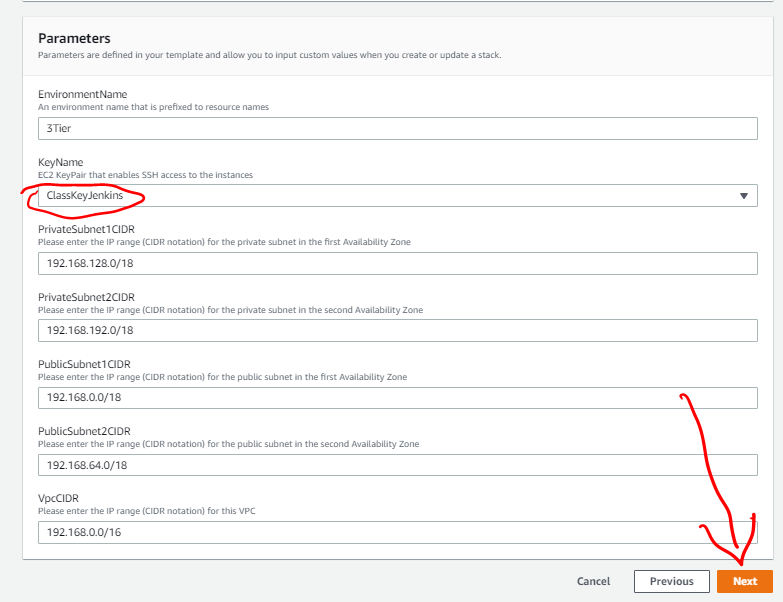 Parameters
Parameters are defined in your template and allow you to input custom values when you create or update a stack.
EnvironmentName
An environment name that is prefixed to resource names
3Tier
KeyName
EC2 KeyPair that enables SSH access to the instances
ClassKeyJenkins
PrivateSubnet1CIDR
Please enter the IP range (CIDR notation) for the private subnet in the first Availability Zone
192.168.128.0/18
PrivateSubnet2CIDR
Please enter the IP range (CIDR notation) for the private subnet in the second Availability Zone
192.168.192.0/18
PublicSubnet1CIDR
Please enter the IP range (CIDR notation) for the public subnet in the first Availability Zone
192.168.0.0/18
PublicSubnet2CIDR
Please enter the IP range (CIDR notation) for the public subnet in the second Availability Zone
192.168.64.0/18
VpcCIDR
Please enter the IP range (CIDR notation) for this VPC
192.168.0.0/16
Cancel Previous Next